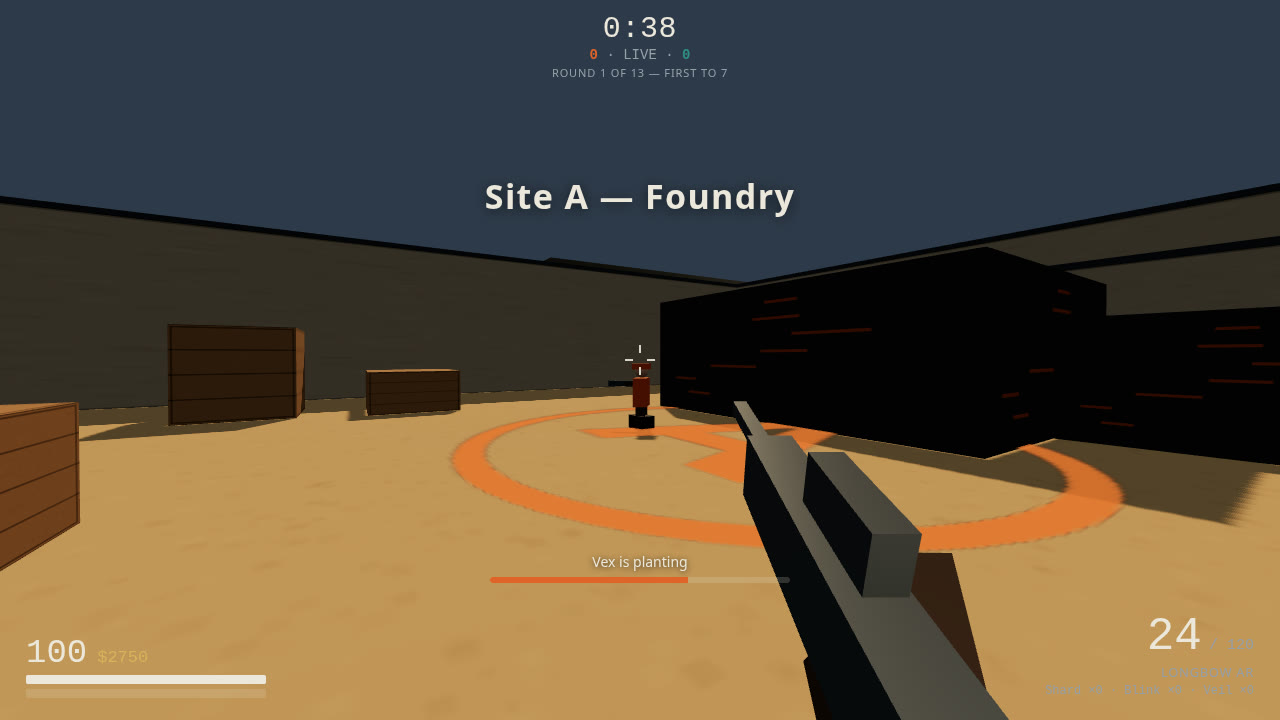 0:38
0 · LIVE · 0
ROUND 1 OF 13 — FIRST TO 7
Site A — Foundry
Vex is planting
100 $2750
24